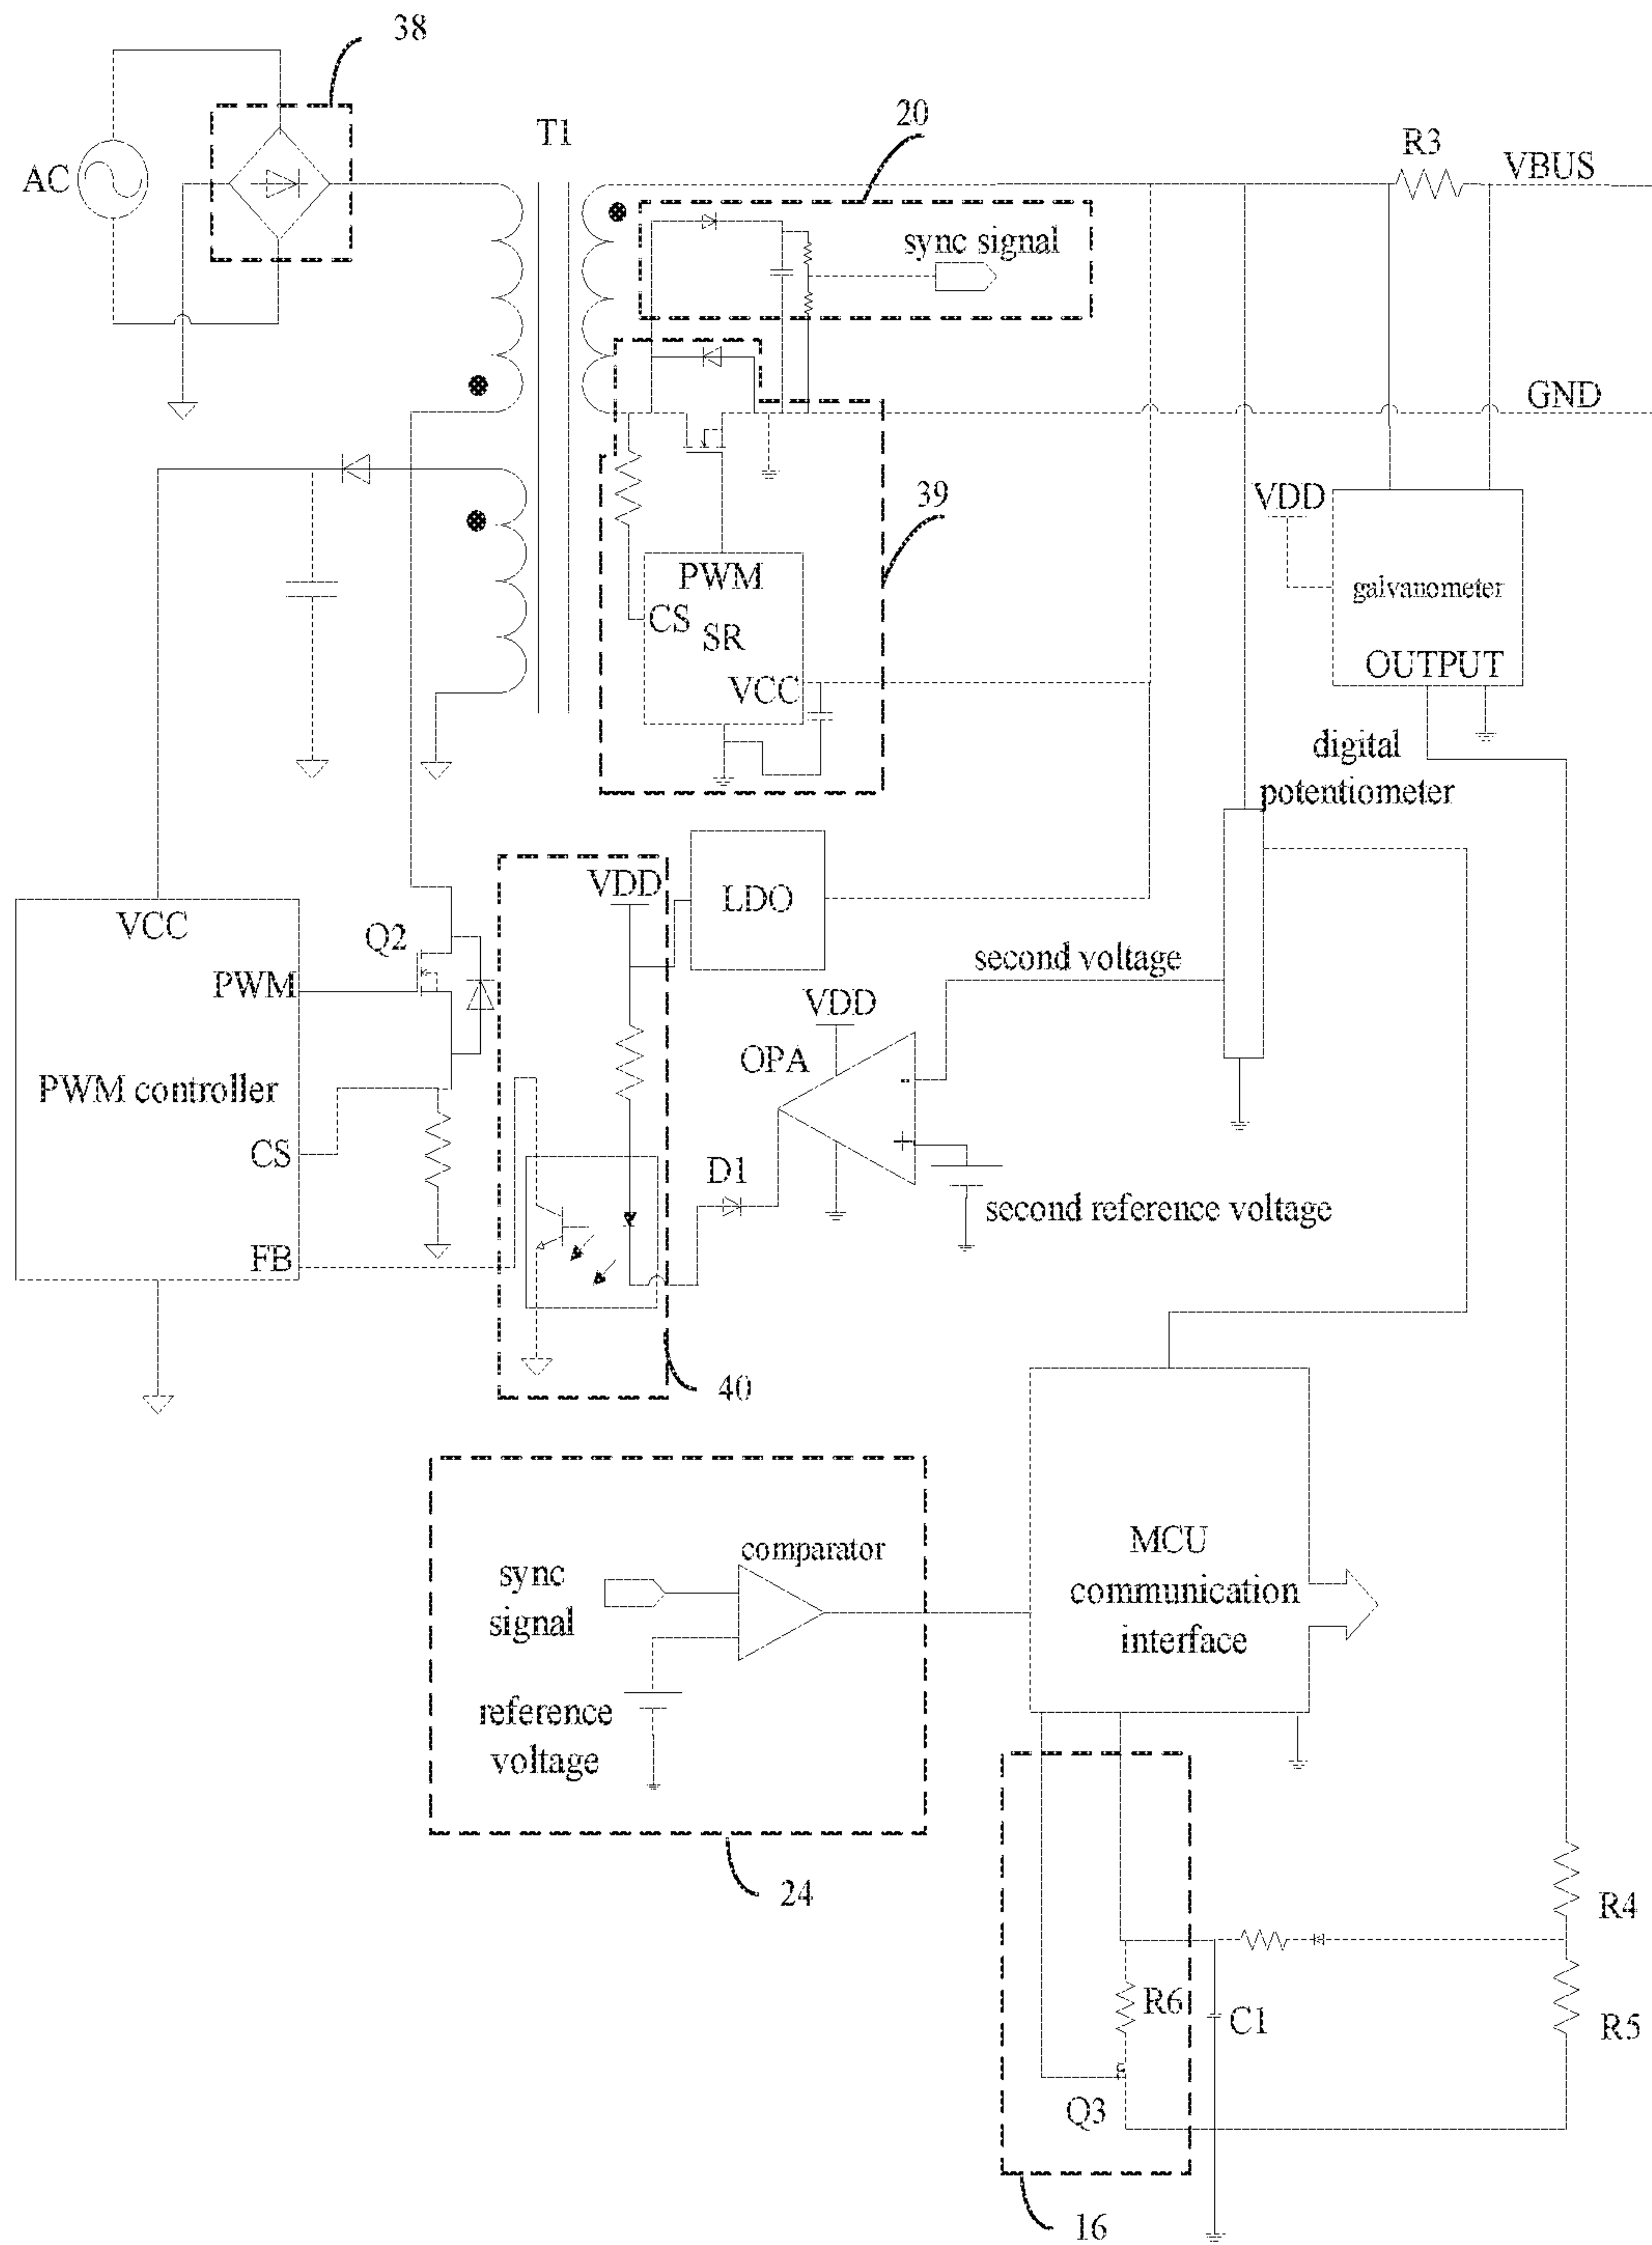 38
AC
T1
20
R3
VBUS
sync signal
GND
39
VDD
galvanometer
OUTPUT
PWM
CS
SR
VCC
digital
potentiometer
VDD
LDO
VCC
Q2
PWM
second voltage
VDD
OPA
-
+
PWM controller
CS
D1
second reference voltage
FB
40
MCU
communication
interface
comparator
sync
signal
reference
voltage
24
R4
R6
C1
R5
Q3
16